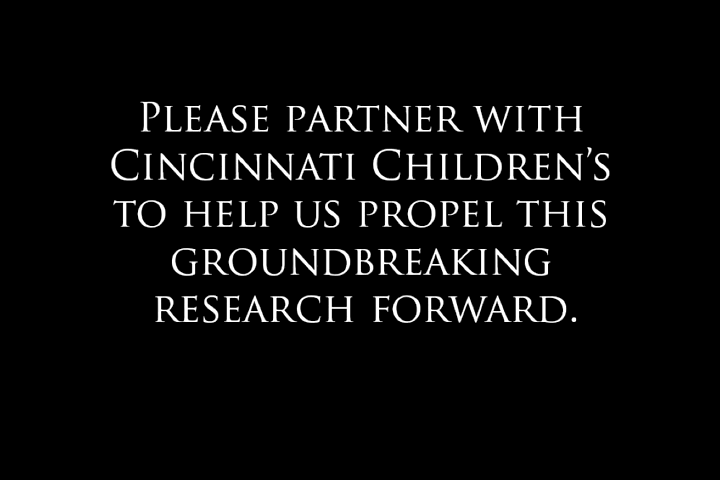 Please partner with
Cincinnati Children's
to help us propel this
groundbreaking
research forward.